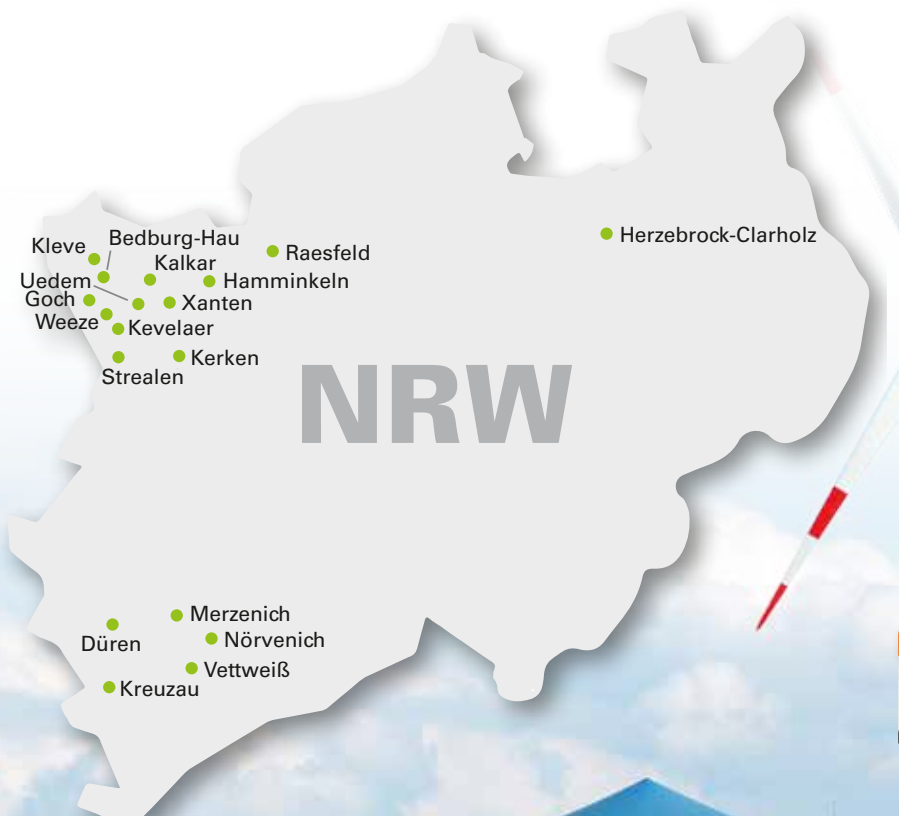 Kleve
Bedburg-Hau
Kalkar
Raesfeld
Herzebrock-Clarholz
Uedem
Hamminkeln
Goch
Xanten
Weeze
Kevelaer
Kerken
Strealen
NRW
Merzenich
Düren
Nörvenich
Vettweiß
Kreuzau